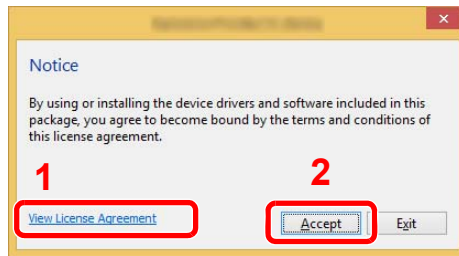 Notice
By using or installing the device drivers and software included in this
package, you agree to become bound by the terms and conditions of
this license agreement.
1
2
View License Agreement
Accept
Exit